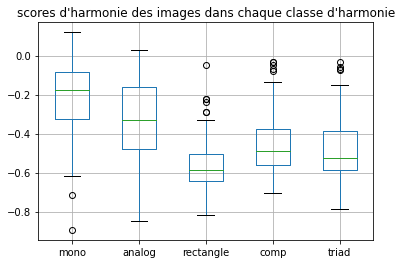 scores d'harmonie des images dans chaque classe d'harmonie
0.0
−0.2
−0.4
−0.6
−0.8
mono analog rectangle comp triad